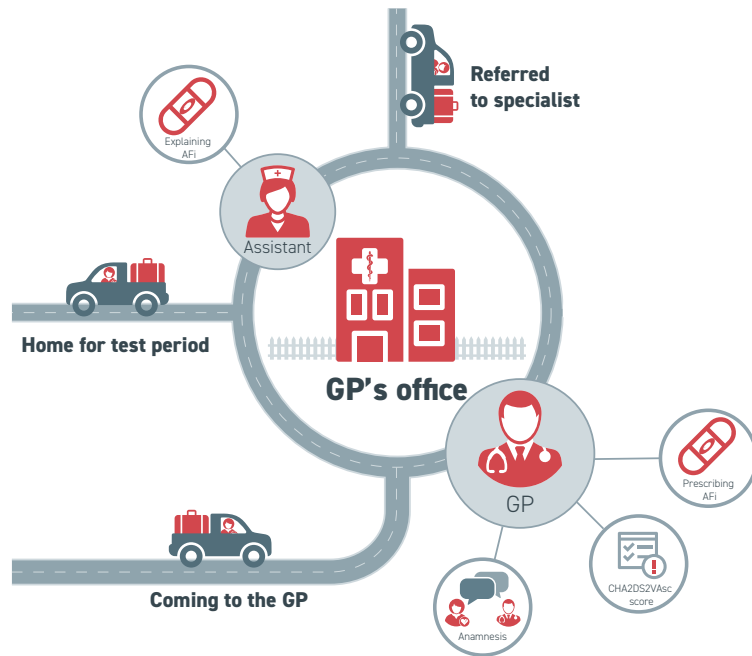 Referred
to specialist
Explaining
AFi
Assistant
Home for test period
GP's office
GP
Prescribing
AFi
CHA2DS2VAsc
score
Anamnesis
Coming to the GP